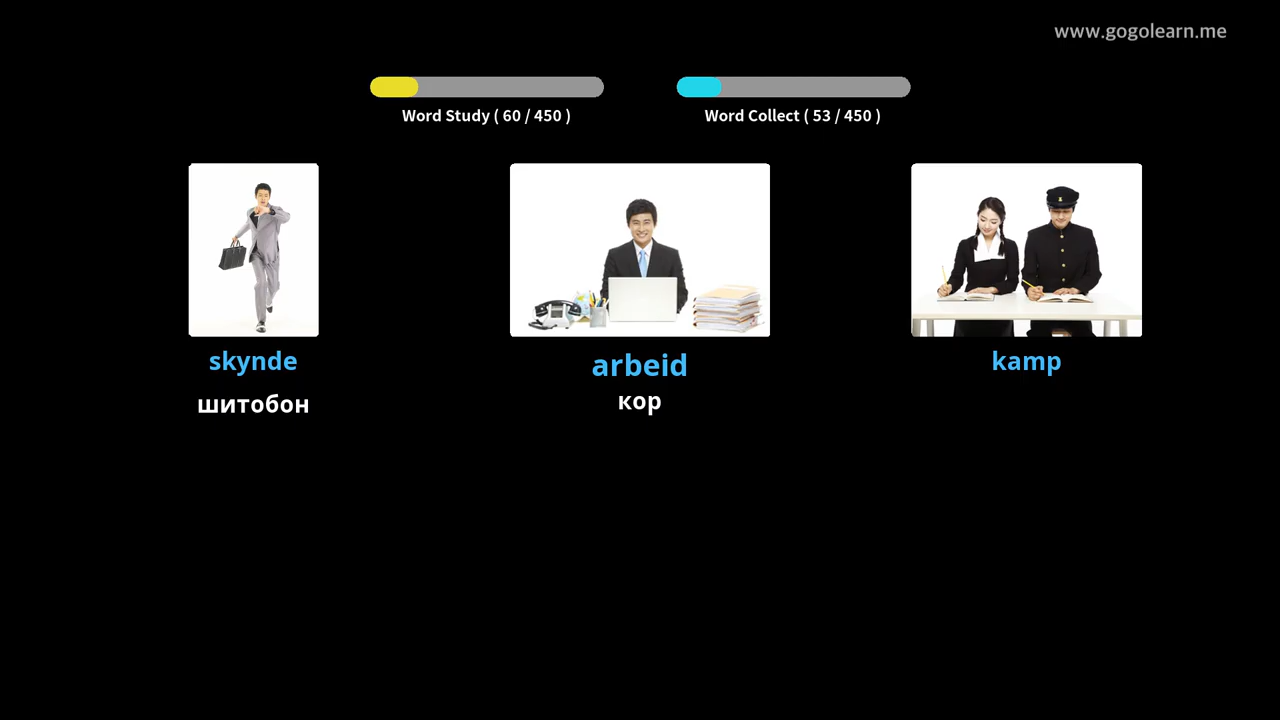 www.gogolearn.me
Word Study ( 60 / 450 )
Word Collect ( 53 / 450 )
skynde
шитобон
arbeid
кор
kamp